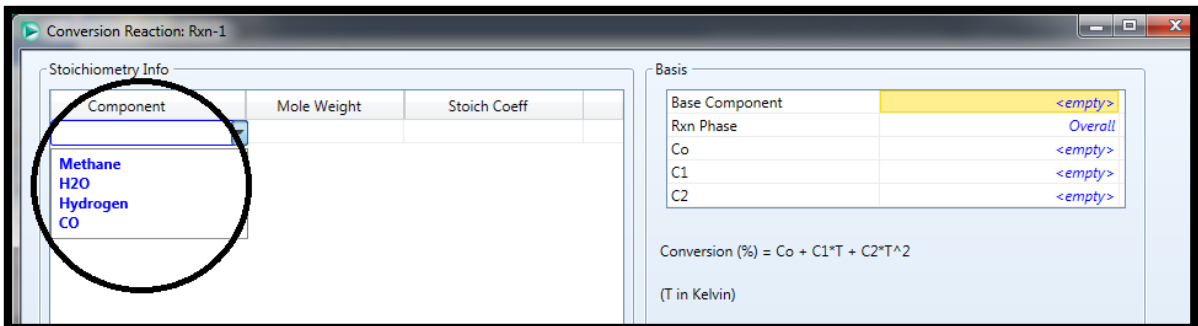 Conversion Reaction: Rxn-1
Stoichiometry Info
Component Mole Weight Stoich Coeff
Methane
H2O
Hydrogen
CO
Basis
Base Component <empty>
Rxn Phase Overall
Co <empty>
C1 <empty>
C2 <empty>
Conversion (%) = Co + C1*T + C2*T^2
(T in Kelvin)